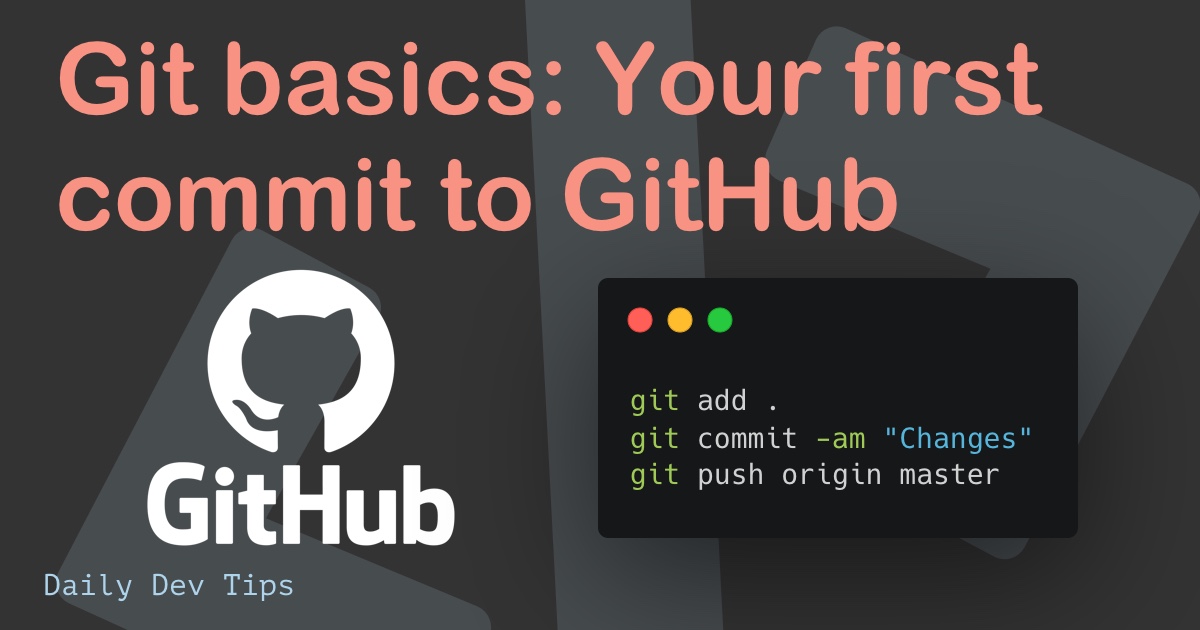 Git basics: Your first
commit to GitHub
GitHub
git add .
git commit -am "Changes"
git push origin master
Daily Dev Tips